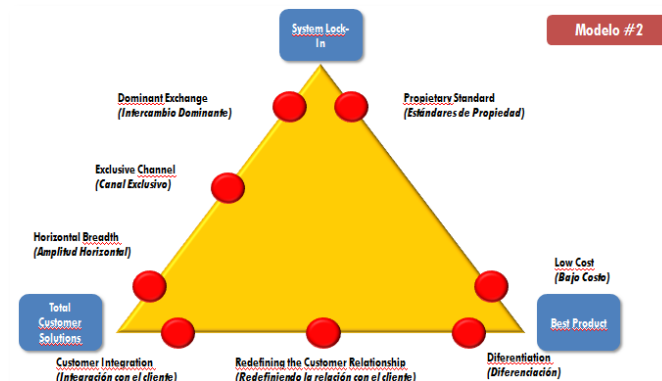 System Lock-
In
Modelo #2
Dominant Exchange
(Intercambio Dominante)
Propietary Standard
(Estándares de Propiedad)
Exclusive Channel
(Canal Exclusivo)
Horizontal Breadth
(Amplitud Horizontal)
Low Cost
(Bajo Costo)
Total
Customer
Solutions
Best Product
Customer Integration
(Integración con el cliente)
Redefining the Customer Relationship
(Redefiniendo la relación con el cliente)
Diferentiation
(Diferenciación)